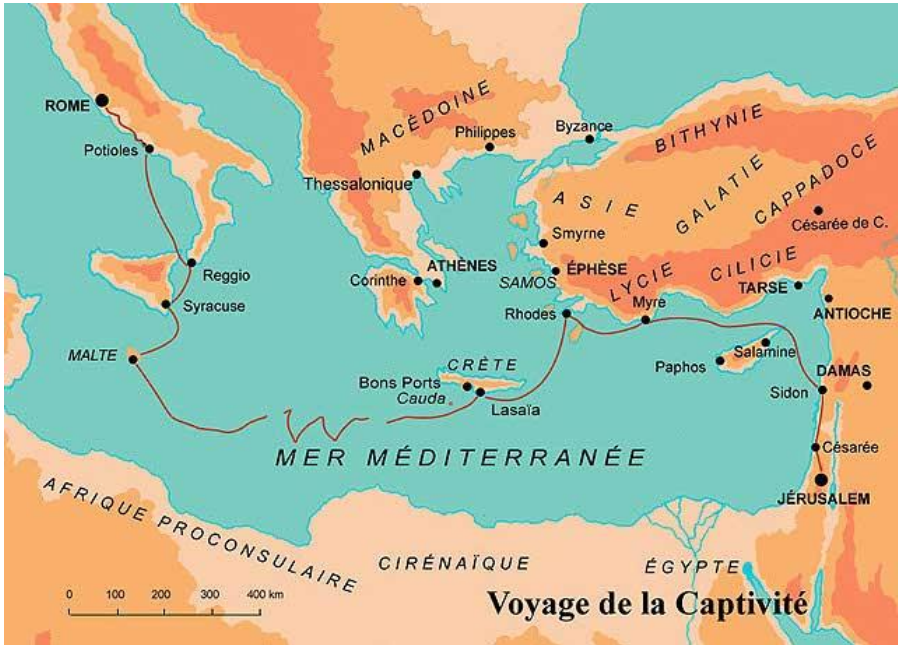 ROME
Potioles
MACÉDOINE
Philippes
Byzance
BITHYNIE
Thessalonique
ASIE
GALATIE
CAPPADOCE
Césarée de C.
Smyrne
Reggio
Corinthe
ATHÈNES
SAMOS
ÉPHÈSE
LYCIE
CILICIE
TARSE
Syracuse
Rhodes
Myre
ANTIOCHE
MALTE
CRÈTE
Paphos
Salamine
DAMAS
Bons Ports
Cauda
Lasaïa
Sidon
MER MÉDITERRANÉE
Césarée
JÉRUSALEM
AFRIQUE PROCONSULAIRE
CIRÉNAÏQUE
ÉGYPTE
0 100 200 300 400 km
Voyage de la Captivité